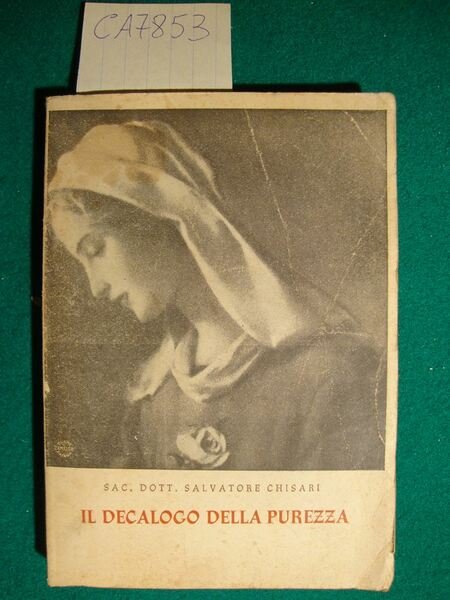 CA7853
SAC. DOTT. SALVATORE CHISARI
IL DECALOGO DELLA PUREZZA